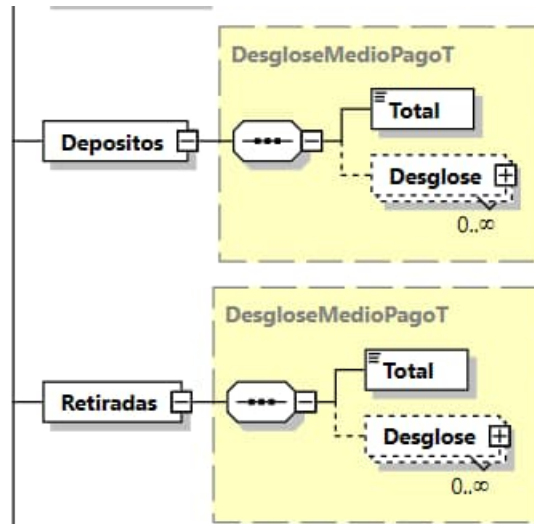 DesgloseMedioPagoT
Total
Depositos
Desglose
0..∞
DesgloseMedioPagoT
Total
Retiradas
Desglose
0..∞